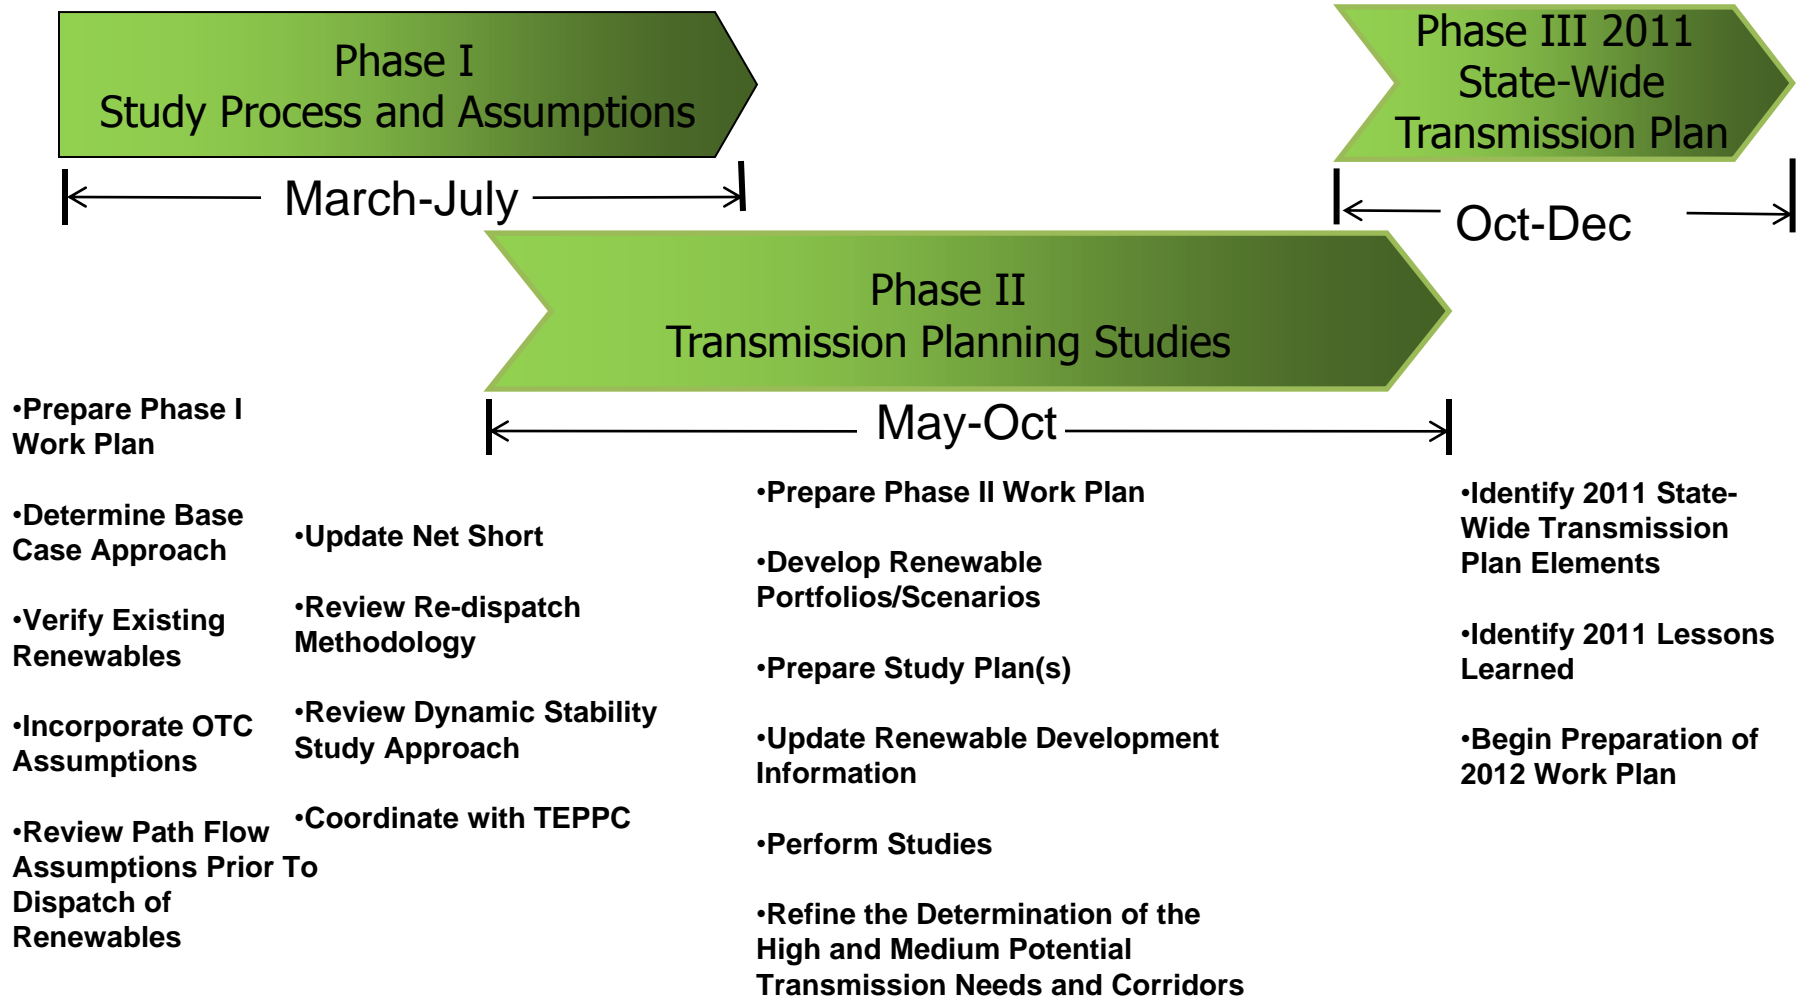 Phase I
Study Process and Assumptions
March-July
Phase III 2011
State-Wide
Transmission Plan
Oct-Dec
Phase II
Transmission Planning Studies
May-Oct
•Prepare Phase I
Work Plan
•Determine Base
Case Approach
•Verify Existing
Renewables
•Incorporate OTC
Assumptions
•Review Path Flow
Assumptions Prior To
Dispatch of
Renewables
•Update Net Short
•Review Re-dispatch
Methodology
•Review Dynamic Stability
Study Approach
•Coordinate with TEPPC
•Prepare Phase II Work Plan
•Develop Renewable
Portfolios/Scenarios
•Prepare Study Plan(s)
•Update Renewable Development
Information
•Perform Studies
•Refine the Determination of the
High and Medium Potential
Transmission Needs and Corridors
•Identify 2011 State-
Wide Transmission
Plan Elements
•Identify 2011 Lessons
Learned
•Begin Preparation of
2012 Work Plan